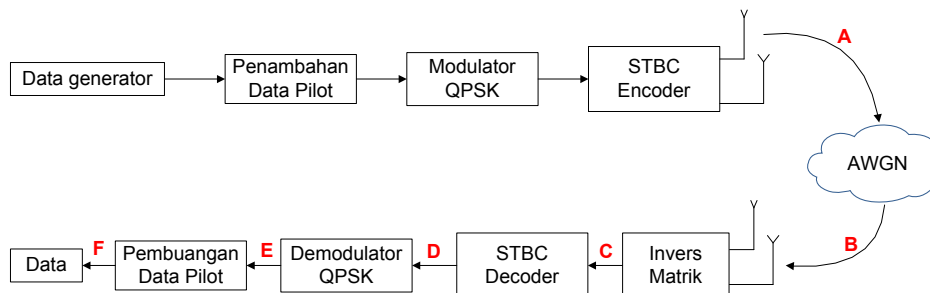 Data generator
Penambahan
Data Pilot
Modulator
QPSK
STBC
Encoder
A
AWGN
B
Invers
Matrik
C
STBC
Decoder
D
Demodulator
QPSK
E
Pembuangan
Data Pilot
F
Data